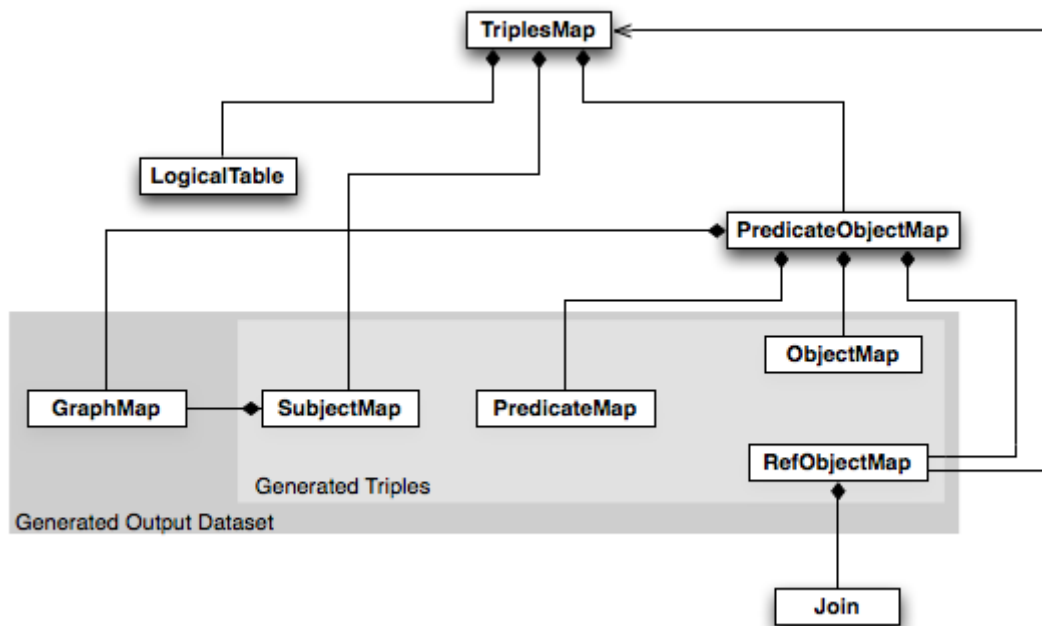 TriplesMap
LogicalTable
PredicateObjectMap
ObjectMap
GraphMap
SubjectMap
PredicateMap
RefObjectMap
Generated Triples
Generated Output Dataset
Join